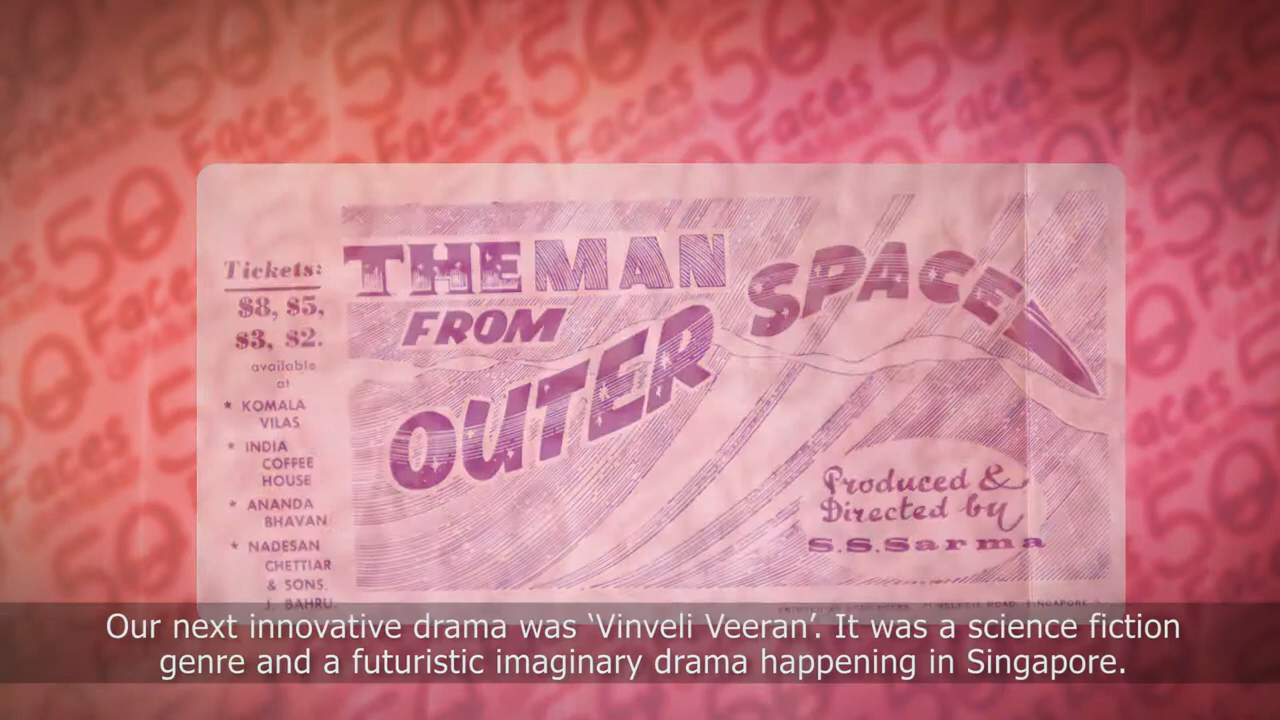 Tickets:
$8, $5,
$3, $2.
available
at
* KOMALA
VILAS
* INDIA
COFFEE
HOUSE
* ANANDA
BHAVAN
* NADESAN
CHETTIAR
& SONS.
J. BAHRU.
THE MAN
FROM
OUTER
SPACE
Produced &
Directed by
S.S.Sarma
Our next innovative drama was ‘Vinveli Veeran’. It was a science fiction
genre and a futuristic imaginary drama happening in Singapore.
50
Faces